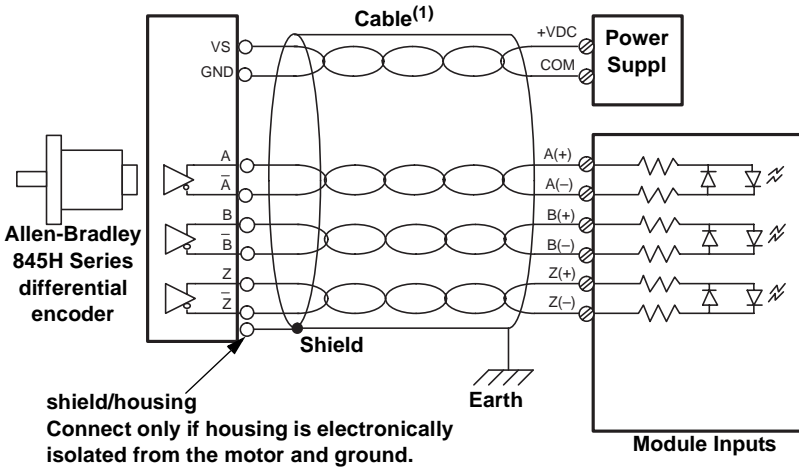 Cable(1)
VS
GND
+VDC
COM
Power
Suppl
A
A
B
B
Z
Z
A(+)
A(–)
B(+)
B(–)
Z(+)
Z(–)
Allen-Bradley
845H Series
differential
encoder
Shield
Earth
shield/housing
Connect only if housing is electronically
isolated from the motor and ground.
Module Inputs